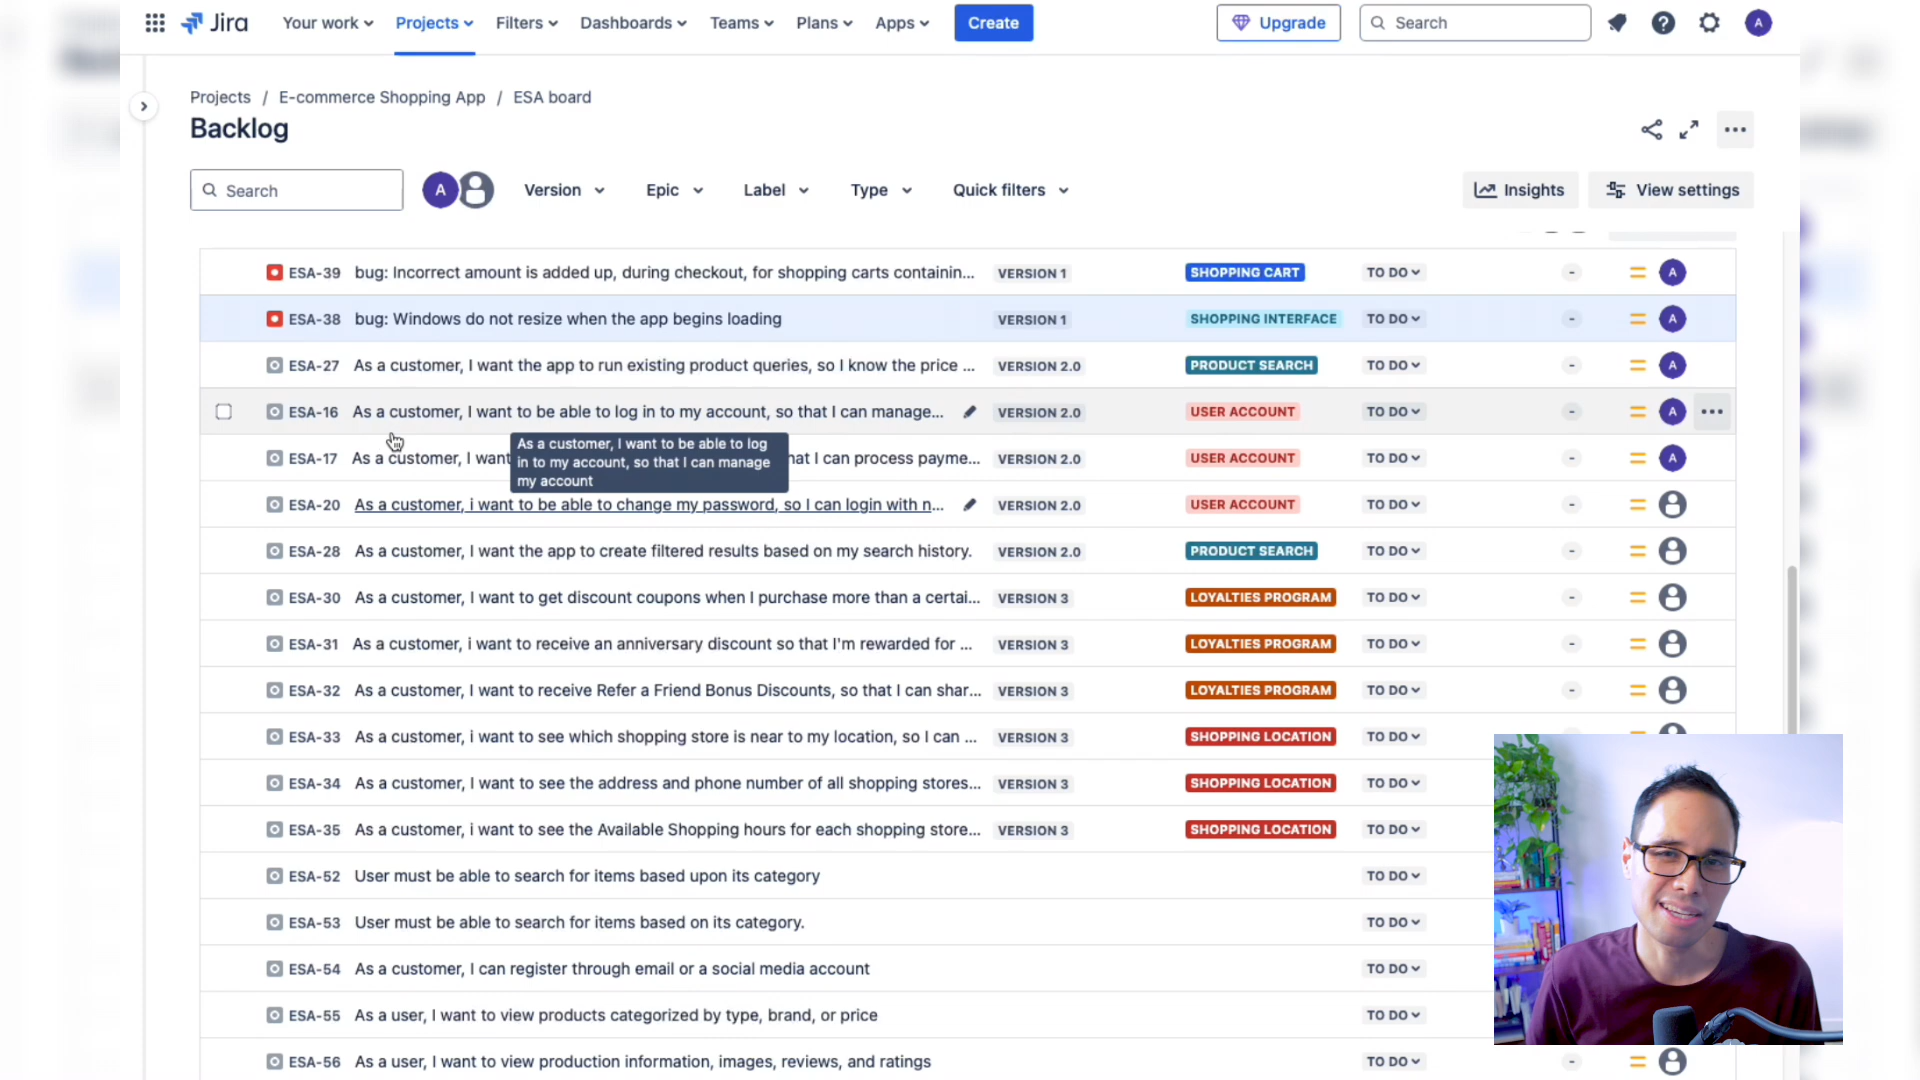 Jira Your work Projects Filters Dashboards Teams Plans Apps Create Upgrade Search A
Projects / E-commerce Shopping App / ESA board
Backlog
Search A Version Epic Label Type Quick filters Insights View settings
ESA-39 bug: Incorrect amount is added up, during checkout, for shopping carts containin... VERSION 1 SHOPPING CART TO DO - A
ESA-38 bug: Windows do not resize when the app begins loading VERSION 1 SHOPPING INTERFACE TO DO - A
ESA-27 As a customer, I want the app to run existing product queries, so I know the price ... VERSION 2.0 PRODUCT SEARCH TO DO - A
ESA-16 As a customer, I want to be able to log in to my account, so that I can manage... VERSION 2.0 USER ACCOUNT TO DO - A
As a customer, I want to be able to log
in to my account, so that I can manage
my account
ESA-17 As a customer, I want hat I can process payme... VERSION 2.0 USER ACCOUNT TO DO - A
ESA-20 As a customer, i want to be able to change my password, so I can login with n... VERSION 2.0 USER ACCOUNT TO DO -
ESA-28 As a customer, I want the app to create filtered results based on my search history. VERSION 2.0 PRODUCT SEARCH TO DO -
ESA-30 As a customer, I want to get discount coupons when I purchase more than a certai... VERSION 3 LOYALTIES PROGRAM TO DO -
ESA-31 As a customer, i want to receive an anniversary discount so that I'm rewarded for ... VERSION 3 LOYALTIES PROGRAM TO DO -
ESA-32 As a customer, I want to receive Refer a Friend Bonus Discounts, so that I can shar... VERSION 3 LOYALTIES PROGRAM TO DO -
ESA-33 As a customer, i want to see which shopping store is near to my location, so I can ... VERSION 3 SHOPPING LOCATION TO DO
ESA-34 As a customer, I want to see the address and phone number of all shopping stores... VERSION 3 SHOPPING LOCATION TO DO
ESA-35 As a customer, i want to see the Available Shopping hours for each shopping store... VERSION 3 SHOPPING LOCATION TO DO
ESA-52 User must be able to search for items based upon its category TO DO
ESA-53 User must be able to search for items based on its category. TO DO
ESA-54 As a customer, I can register through email or a social media account TO DO
ESA-55 As a user, I want to view products categorized by type, brand, or price TO DO
ESA-56 As a user, I want to view production information, images, reviews, and ratings TO DO -